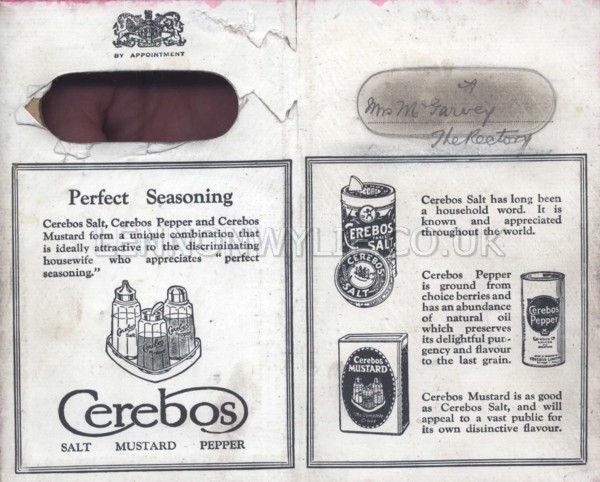 BY APPOINTMENT
Perfect Seasoning
Cerebos Salt, Cerebos Pepper and Cerebos
Mustard form a unique combination that
is ideally attractive to the discriminating
housewife who appreciates "perfect
seasoning."
Cerebos
SALT MUSTARD PEPPER
Mrs McGarvey
The Rectory
CEREBOS
SALT
CEREBOS
SALT
Cerebos Salt has long been
a household word. It is
known and appreciated
throughout the world.
Cerebos Pepper
is ground from
choice berries and
has an abundance
of natural oil
which preserves
its delightful pun-
gency and flavour
to the last grain.
Cerebos
Pepper
Cerebos
MUSTARD
Cerebos Mustard is as good
as Cerebos Salt, and will
appeal to a vast public for
its own distinctive flavour.